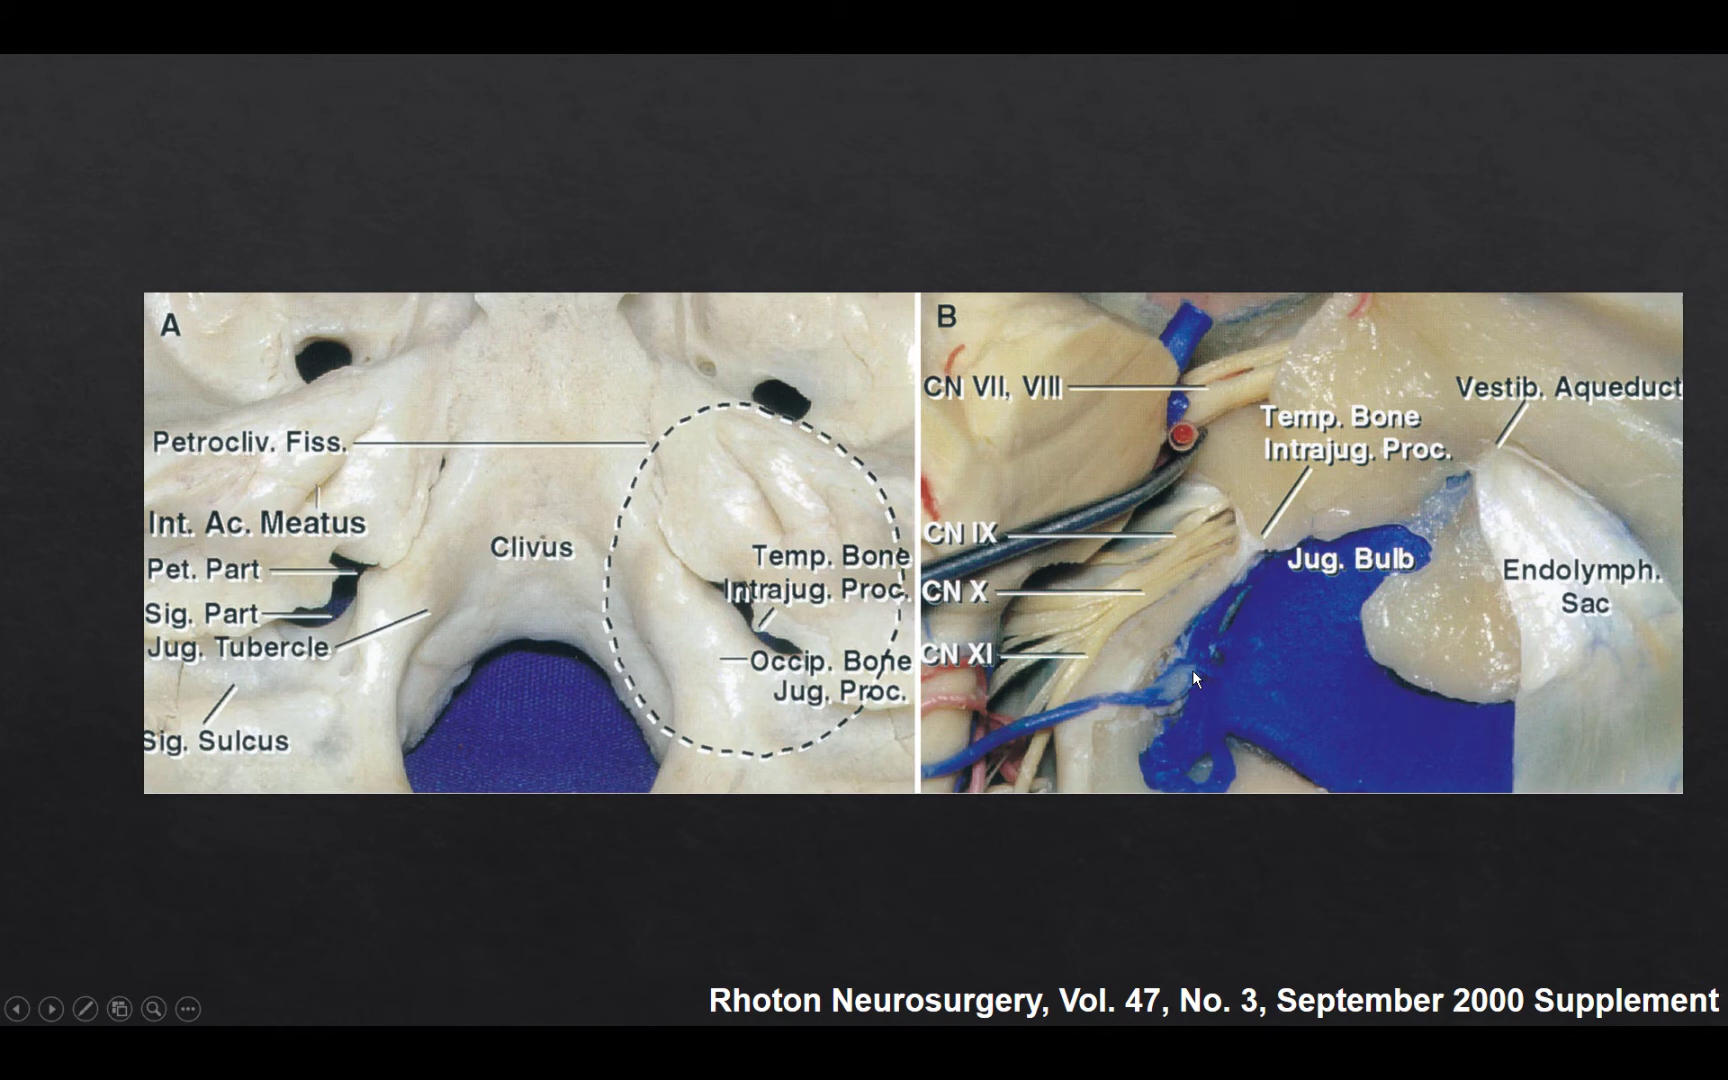 A
Petrocliv. Fiss.
Int. Ac. Meatus
Pet. Part
Sig. Part
Jug. Tubercle
Sig. Sulcus
Clivus
Temp. Bone
Intrajug. Proc.
Occip. Bone
Jug. Proc.
B
CN VII, VIII
Vestib. Aqueduct
Temp. Bone
Intrajug. Proc.
CN IX
Jug. Bulb
CN X
Endolymph.
Sac
CN XI
Rhoton Neurosurgery, Vol. 47, No. 3, September 2000 Supplement